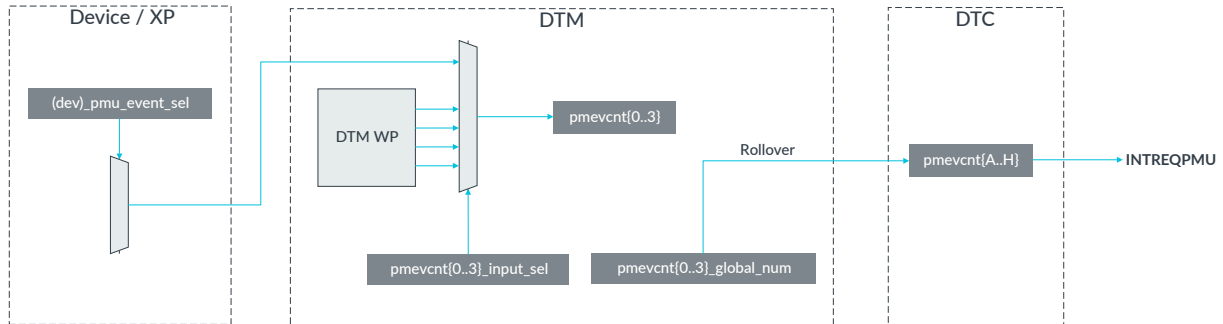 Device / XP
DTM
DTC
(dev)_pmu_event_sel
DTM WP
pmevcnt{0..3}
Rollover
pmevcnt{A..H}
INTREQPMU
pmevcnt{0..3}_input_sel
pmevcnt{0..3}_global_num